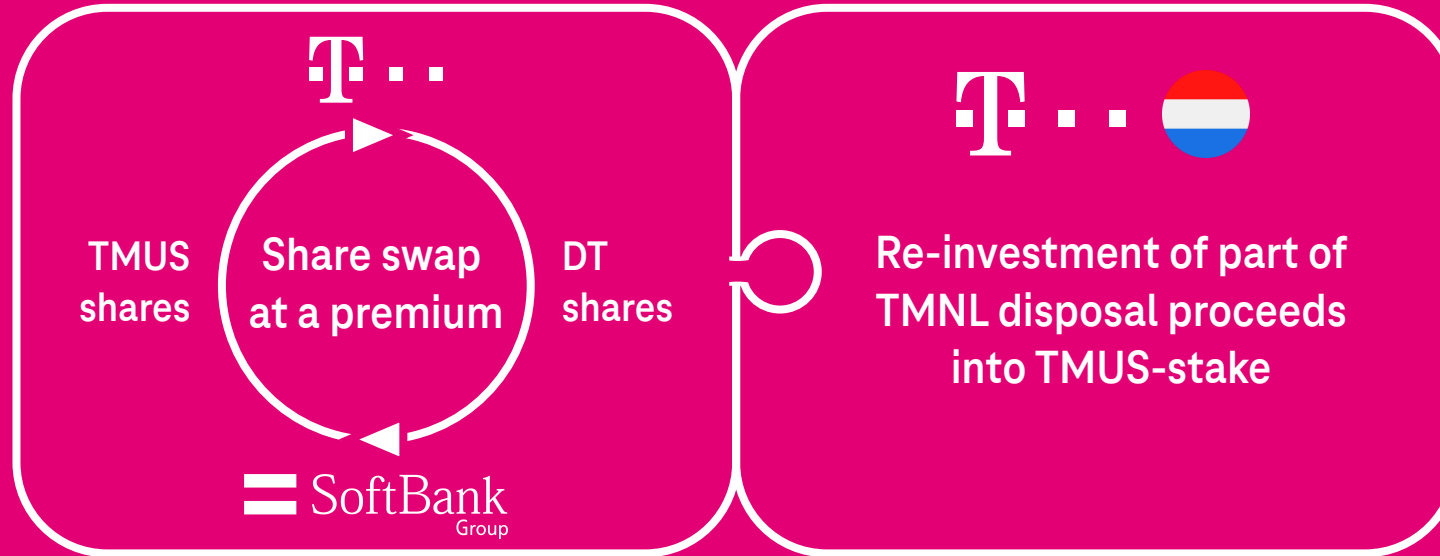 T
TMUS
shares
Share swap
at a premium
DT
shares
SoftBank
Group
T
Re-investment of part of
TMNL disposal proceeds
into TMUS-stake